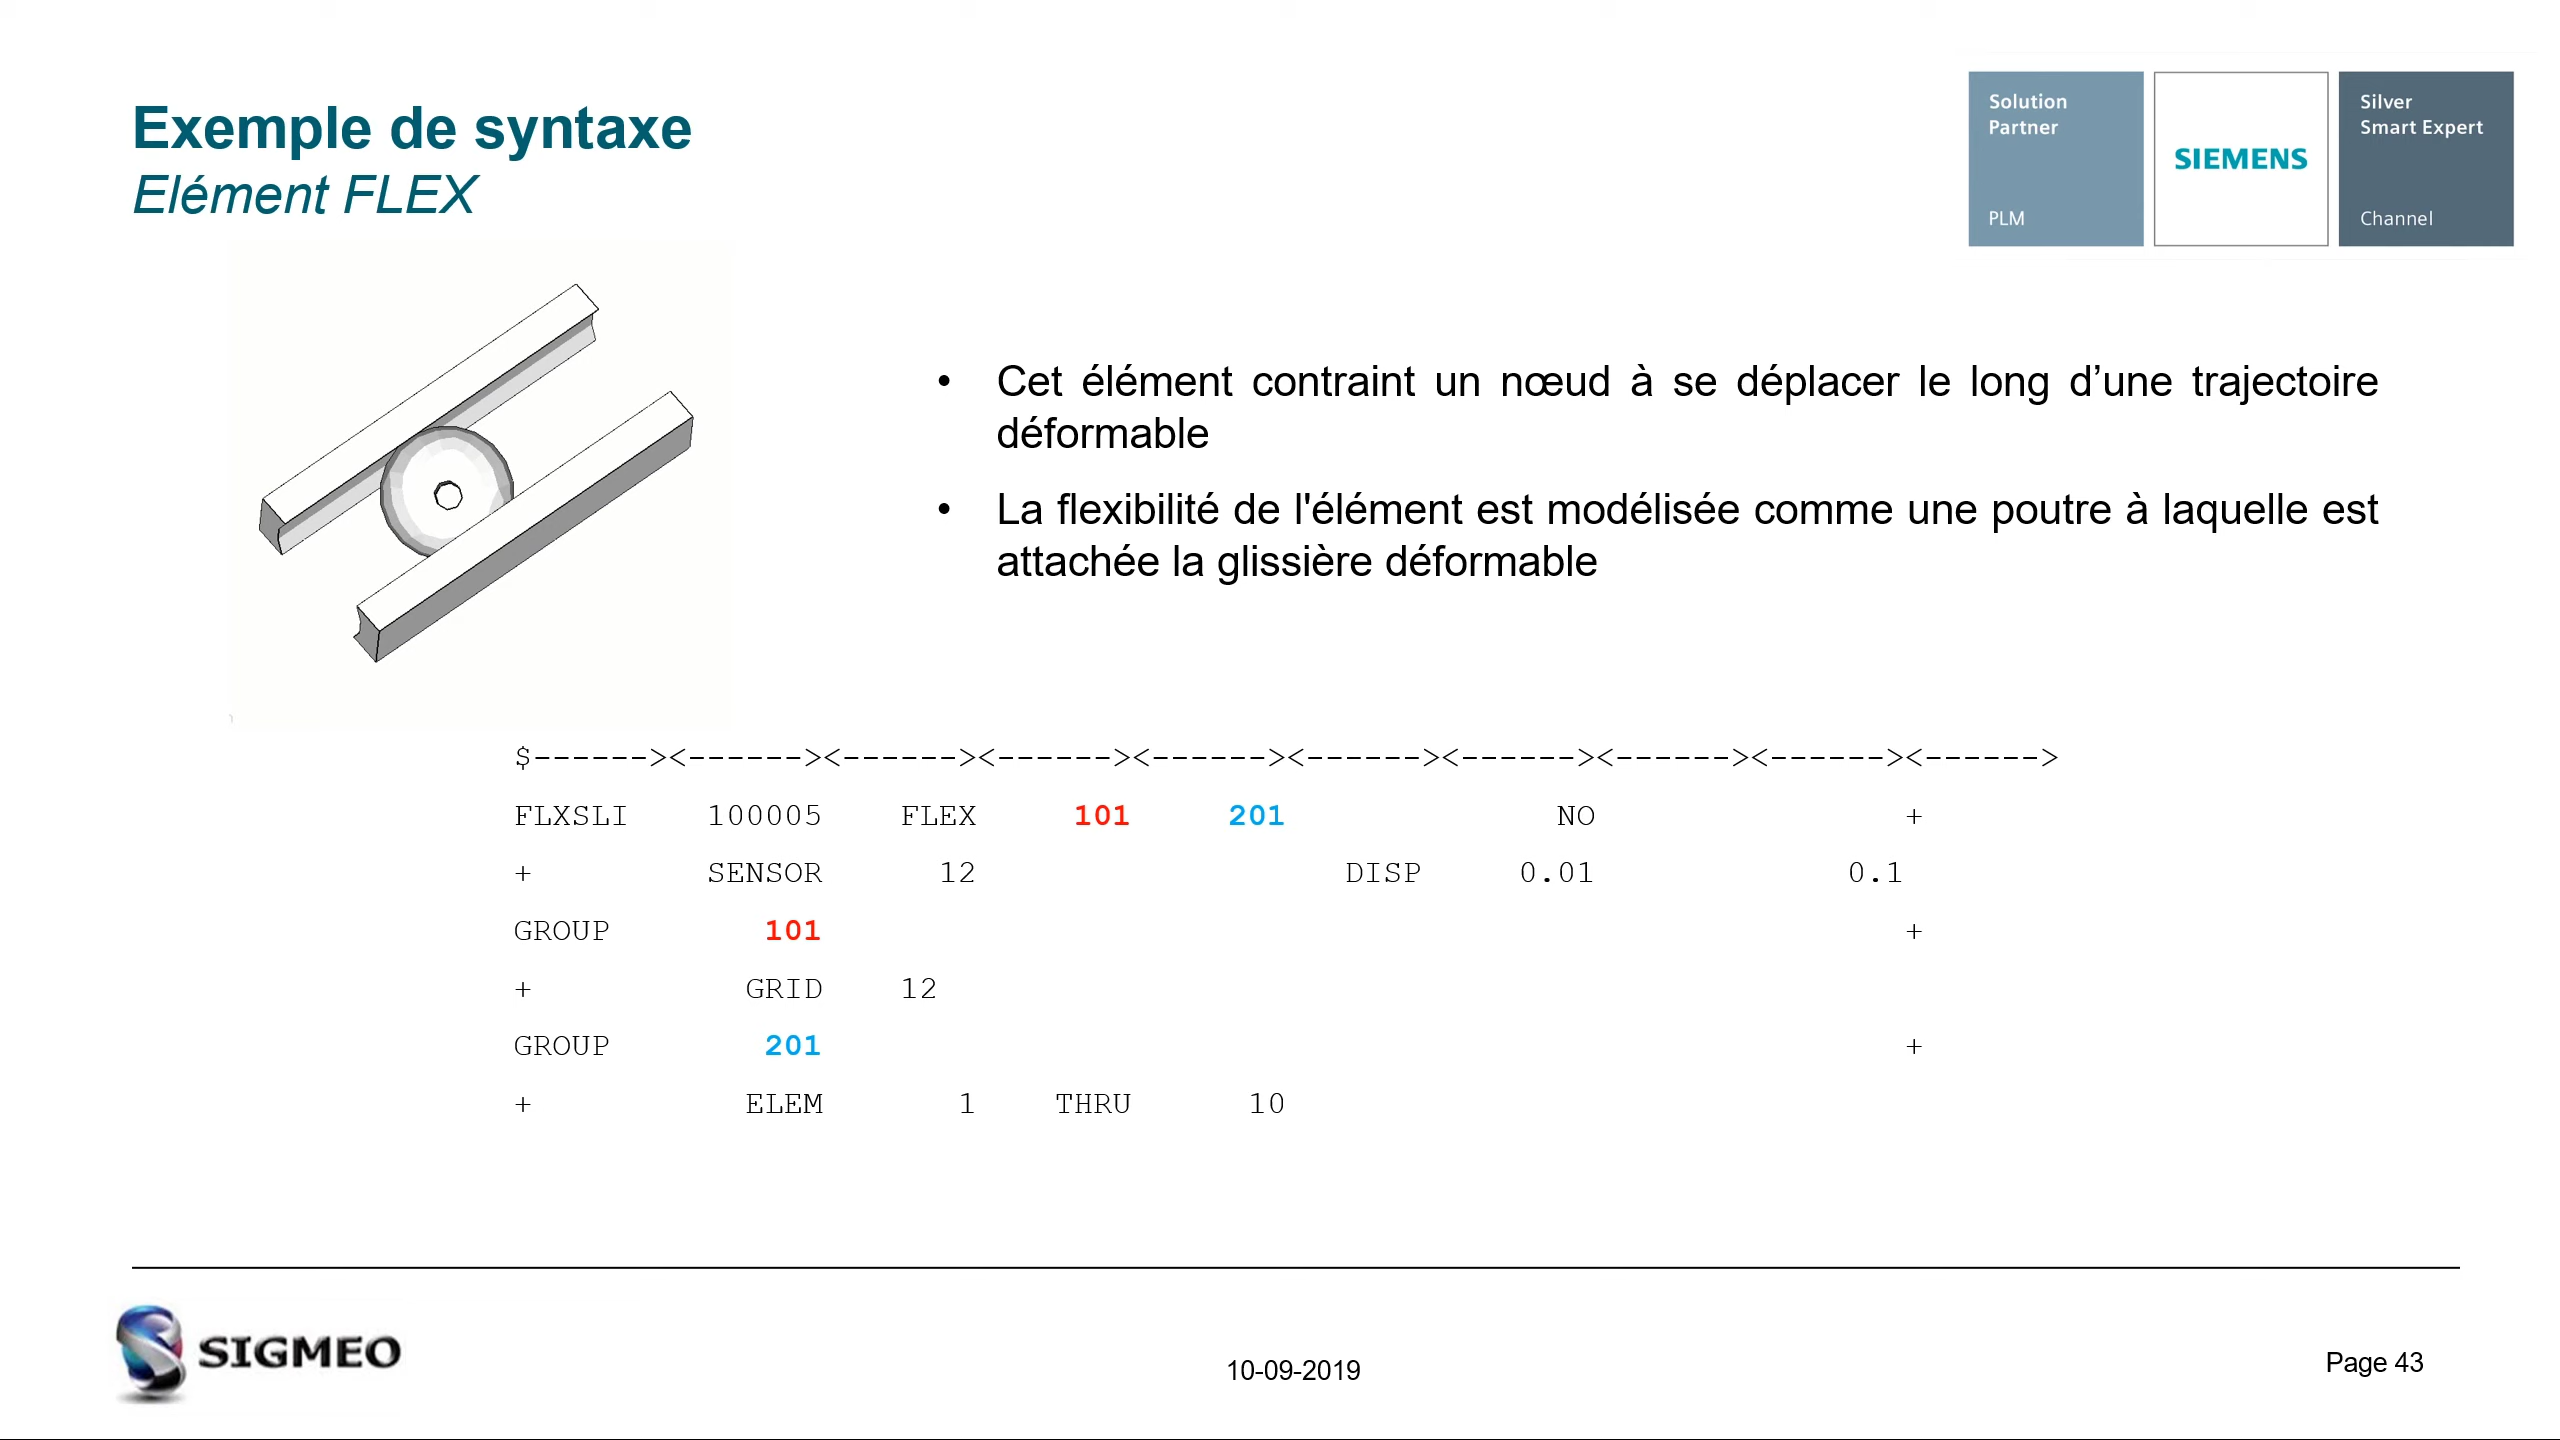 Exemple de syntaxe
Elément FLEX
Solution
Partner
PLM
SIEMENS
Silver
Smart Expert
Channel
• Cet élément contraint un nœud à se déplacer le long d’une trajectoire
déformable
• La flexibilité de l'élément est modélisée comme une poutre à laquelle est
attachée la glissière déformable
$------><------><------><------><------><------><------><------><------><------>
FLXSLI 100005 FLEX 101 201 NO +
+ SENSOR 12 DISP 0.01 0.1
GROUP 101 +
+ GRID 12
GROUP 201 +
+ ELEM 1 THRU 10
SIGMEO
10-09-2019
Page 43